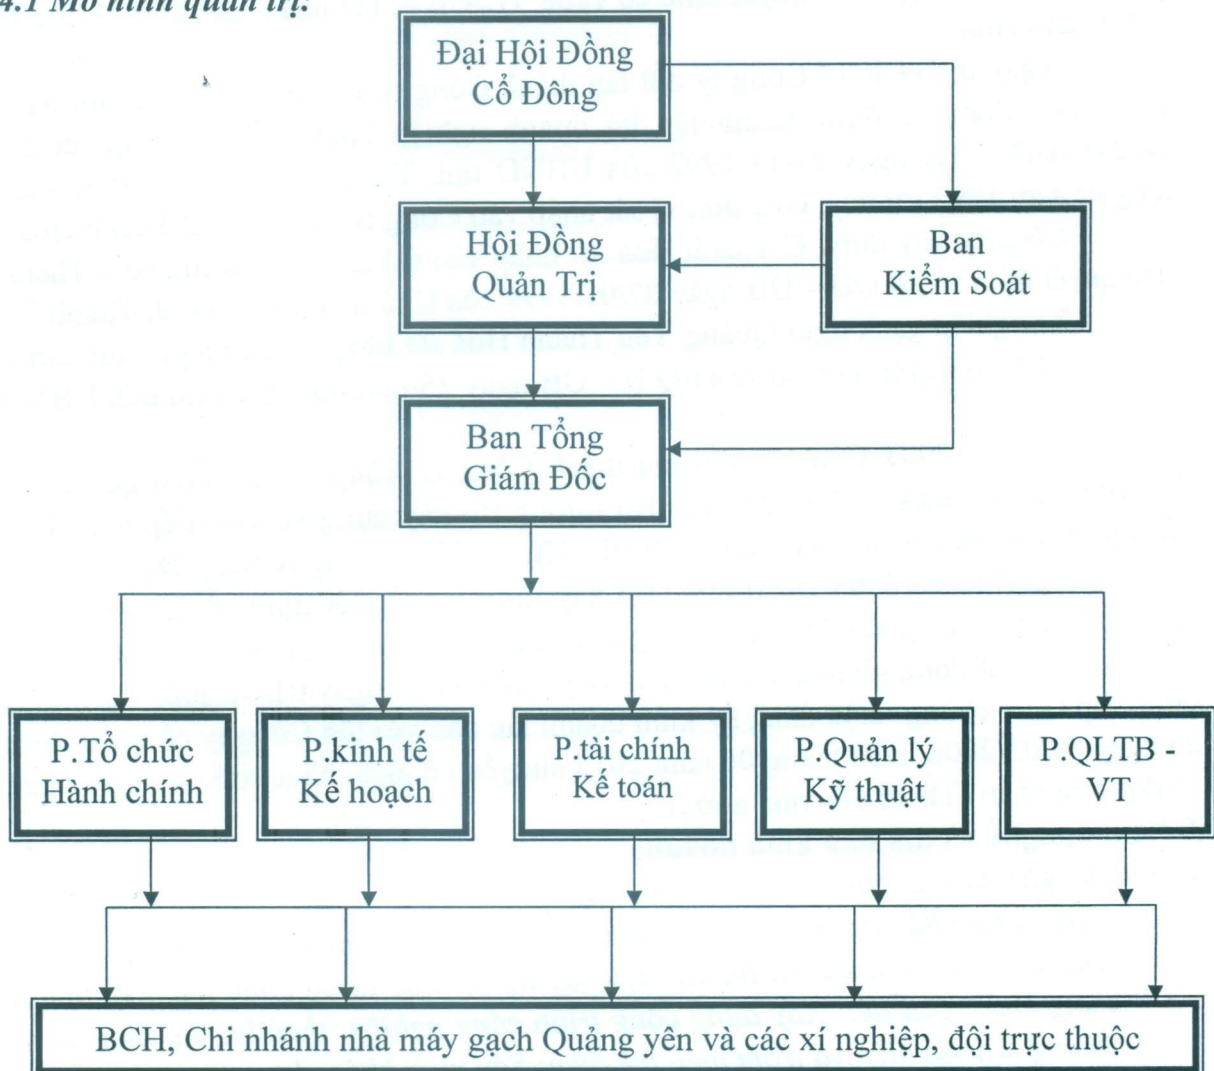 4.1 Mô hình quản trị:
Đại Hội Đồng
Cổ Đông
Hội Đồng
Quản Trị
Ban
Kiểm Soát
Ban Tổng
Giám Đốc
P.Tổ chức
Hành chính
P.kinh tế
Kế hoạch
P.tài chính
Kế toán
P.Quản lý
Kỹ thuật
P.QLTB -
VT
BCH, Chi nhánh nhà máy gạch Quảng yên và các xí nghiệp, đội trực thuộc